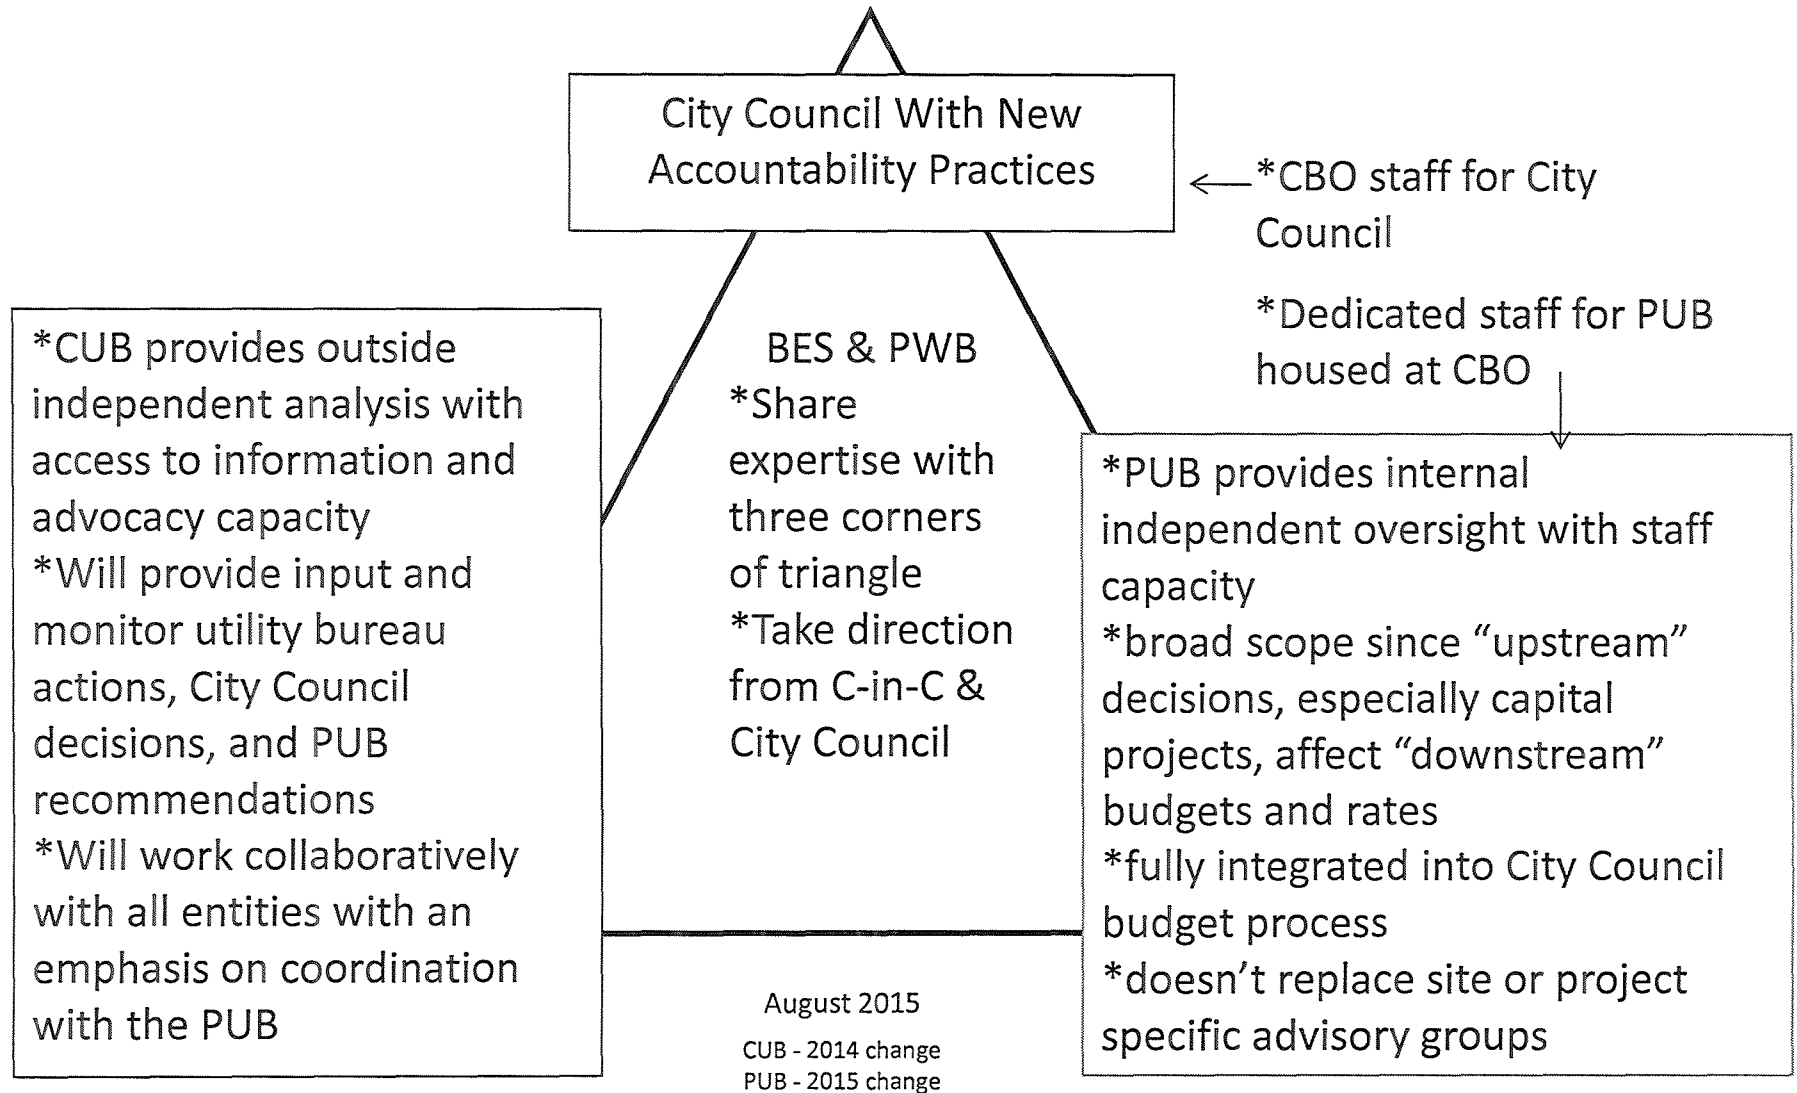 City Council With New
Accountability Practices
*CBO staff for City
Council
*Dedicated staff for PUB
housed at CBO
*CUB provides outside
independent analysis with
access to information and
advocacy capacity
*Will provide input and
monitor utility bureau
actions, City Council
decisions, and PUB
recommendations
*Will work collaboratively
with all entities with an
emphasis on coordination
with the PUB
BES & PWB
*Share
expertise with
three corners
of triangle
*Take direction
from C-in-C &
City Council
*PUB provides internal
independent oversight with staff
capacity
*broad scope since “upstream”
decisions, especially capital
projects, affect “downstream”
budgets and rates
*fully integrated into City Council
budget process
*doesn’t replace site or project
specific advisory groups
August 2015
CUB - 2014 change
PUB - 2015 change